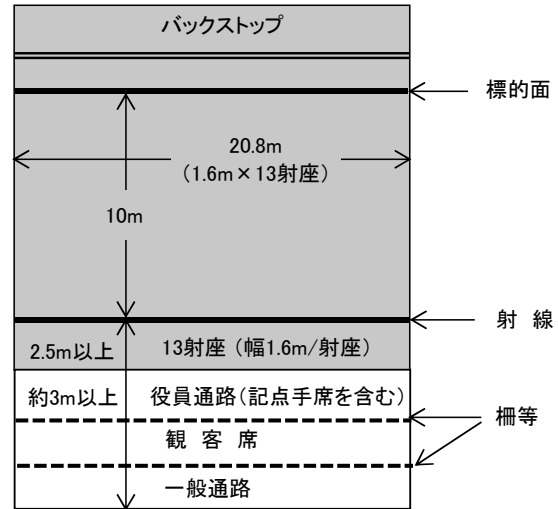 バックストップ
標的面
20.8m
（1.6m×13射座）
10m
射　線
2.5m以上　13射座（幅1.6m/射座）
約3m以上　役員通路（記点手席を含む）
柵等
観　客　席
一般通路